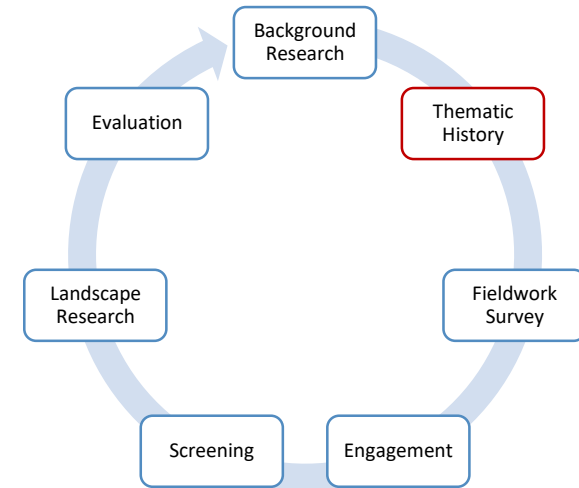 Background
Research
Thematic
History
Fieldwork
Survey
Engagement
Screening
Landscape
Research
Evaluation